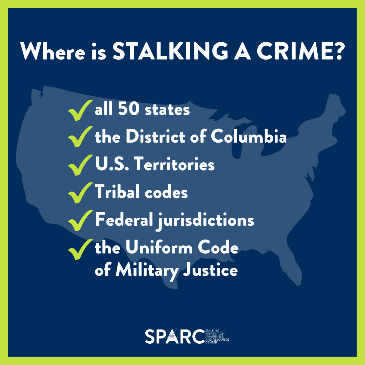 Where is STALKING A CRIME?
all 50 states
the District of Columbia
U.S. Territories
Tribal codes
Federal jurisdictions
the Uniform Code
of Military Justice
SPARC